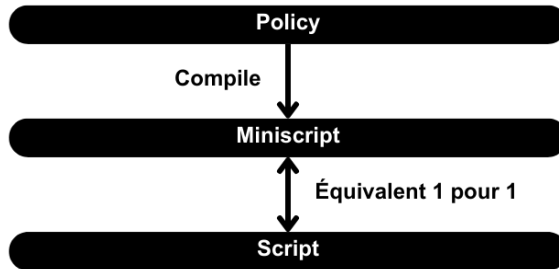 Policy
Compile
Miniscript
Équivalent 1 pour 1
Script